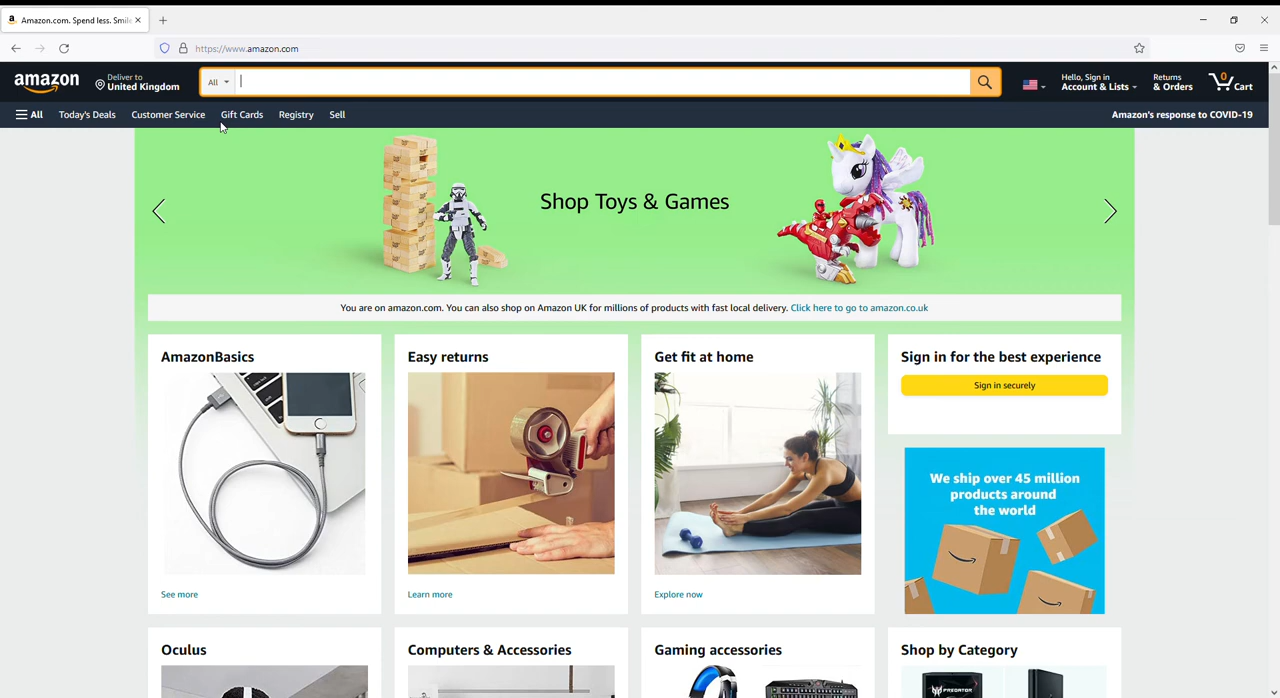 Amazon.com. Spend less. Smile
https://www.amazon.com
amazon
Deliver to
United Kingdom
All
Hello, Sign in
Account & Lists
Returns
& Orders
0
Cart
All
Today's Deals
Customer Service
Gift Cards
Registry
Sell
Amazon's response to COVID-19
Shop Toys & Games
You are on amazon.com. You can also shop on Amazon UK for millions of products with fast local delivery. Click here to go to amazon.co.uk
AmazonBasics
Easy returns
Get fit at home
Sign in for the best experience
Sign in securely
We ship over 45 million
products around
the world
See more
Learn more
Explore now
Oculus
Computers & Accessories
Gaming accessories
Shop by Category
PREDATOR